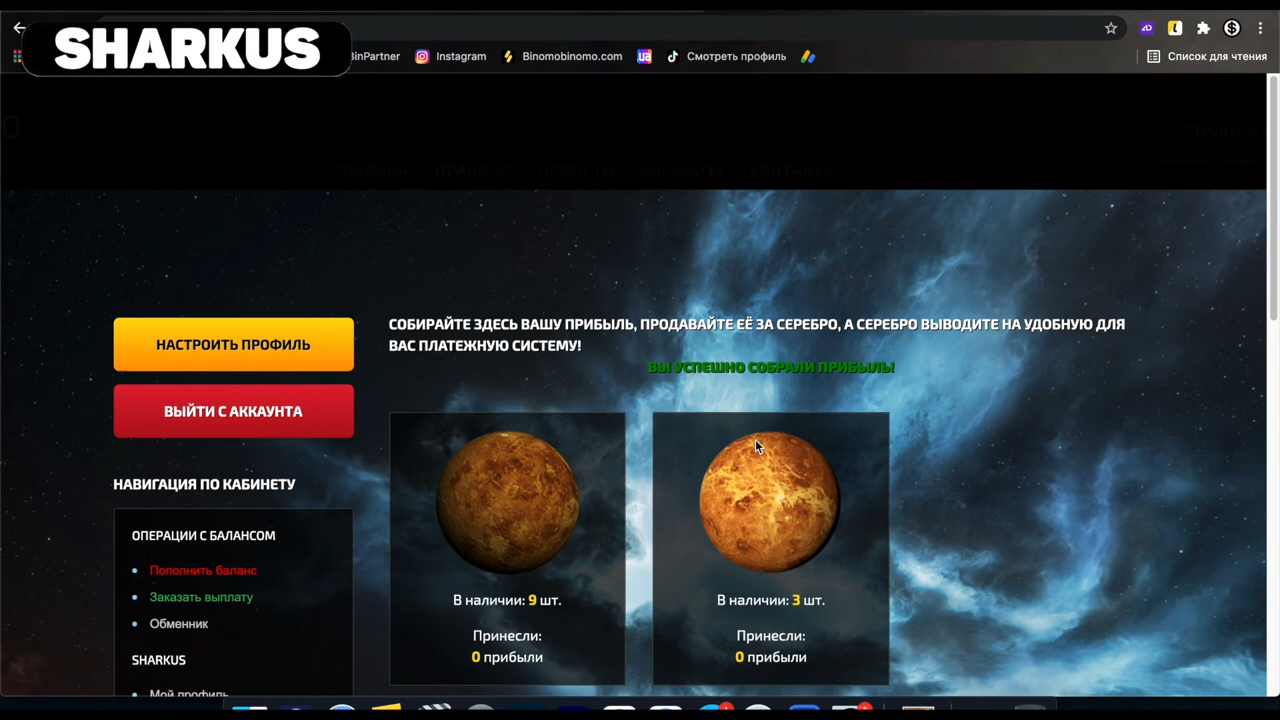 SHARKUS
BinPartner
Instagram
Binomobinomo.com
ua
Смотреть профиль
Список для чтения
СОБИРАЙТЕ ЗДЕСЬ ВАШУ ПРИБЫЛЬ, ПРОДАВАЙТЕ ЕЁ ЗА СЕРЕБРО, А СЕРЕБРО ВЫВОДИТЕ НА УДОБНУЮ ДЛЯ
ВАС ПЛАТЕЖНУЮ СИСТЕМУ!
ВЫ УСПЕШНО СОБРАЛИ ПРИБЫЛЬ!
НАСТРОИТЬ ПРОФИЛЬ
ВЫЙТИ С АККАУНТА
НАВИГАЦИЯ ПО КАБИНЕТУ
ОПЕРАЦИИ С БАЛАНСОМ
Пополнить баланс
Заказать выплату
Обменник
SHARKUS
Мой профиль
В наличии: 9 шт.
Принесли:
0 прибыли
В наличии: 3 шт.
Принесли:
0 прибыли